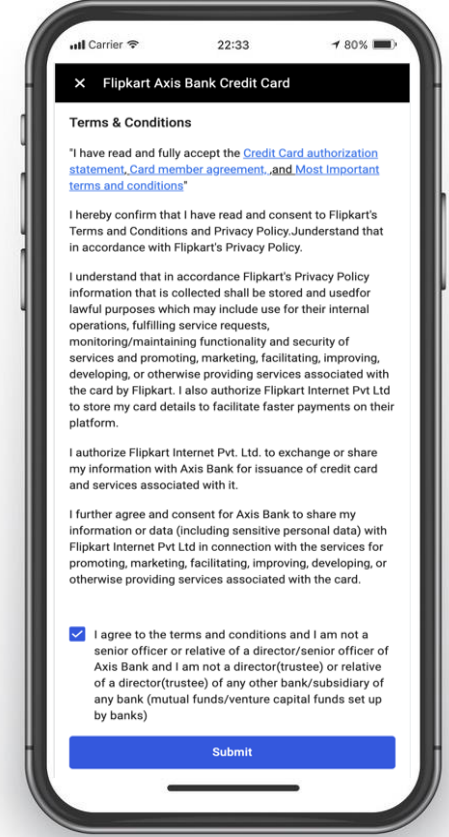 Carrier 22:33 80%
× Flipkart Axis Bank Credit Card
Terms & Conditions
"I have read and fully accept the Credit Card authorization
statement, Card member agreement, ,and Most Important
terms and conditions"
I hereby confirm that I have read and consent to Flipkart's
Terms and Conditions and Privacy Policy.Junderstand that
in accordance with Flipkart's Privacy Policy.
I understand that in accordance Flipkart's Privacy Policy
information that is collected shall be stored and usedfor
lawful purposes which may include use for their internal
operations, fulfilling service requests,
monitoring/maintaining functionality and security of
services and promoting, marketing, facilitating, improving,
developing, or otherwise providing services associated with
the card by Flipkart. I also authorize Flipkart Internet Pvt Ltd
to store my card details to facilitate faster payments on their
platform.
I authorize Flipkart Internet Pvt. Ltd. to exchange or share
my information with Axis Bank for issuance of credit card
and services associated with it.
I further agree and consent for Axis Bank to share my
information or data (including sensitive personal data) with
Flipkart Internet Pvt Ltd in connection with the services for
promoting, marketing, facilitating, improving, developing, or
otherwise providing services associated with the card.
I agree to the terms and conditions and I am not a
senior officer or relative of a director/senior officer of
Axis Bank and I am not a director(trustee) or relative
of a director(trustee) of any other bank/subsidiary of
any bank (mutual funds/venture capital funds set up
by banks)
Submit